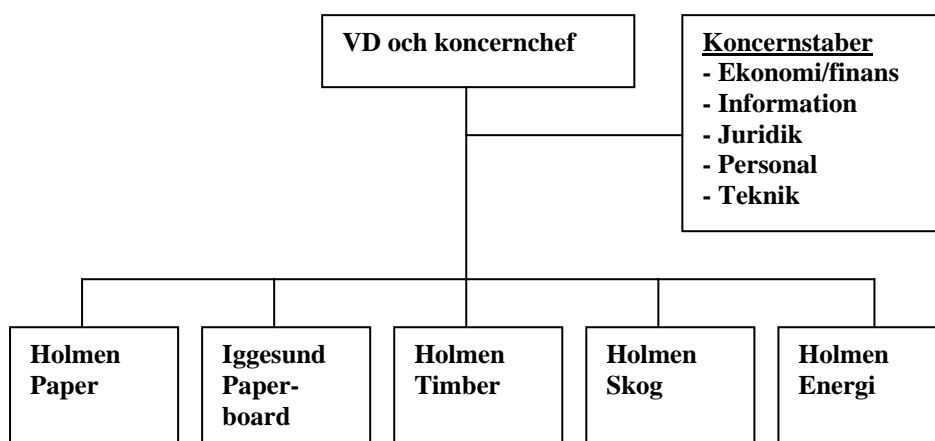 VD och koncernchef
Koncernstaber
- Ekonomi/finans
- Information
- Juridik
- Personal
- Teknik
Holmen
Paper
Iggesund
Paper-
board
Holmen
Timber
Holmen
Skog
Holmen
Energi